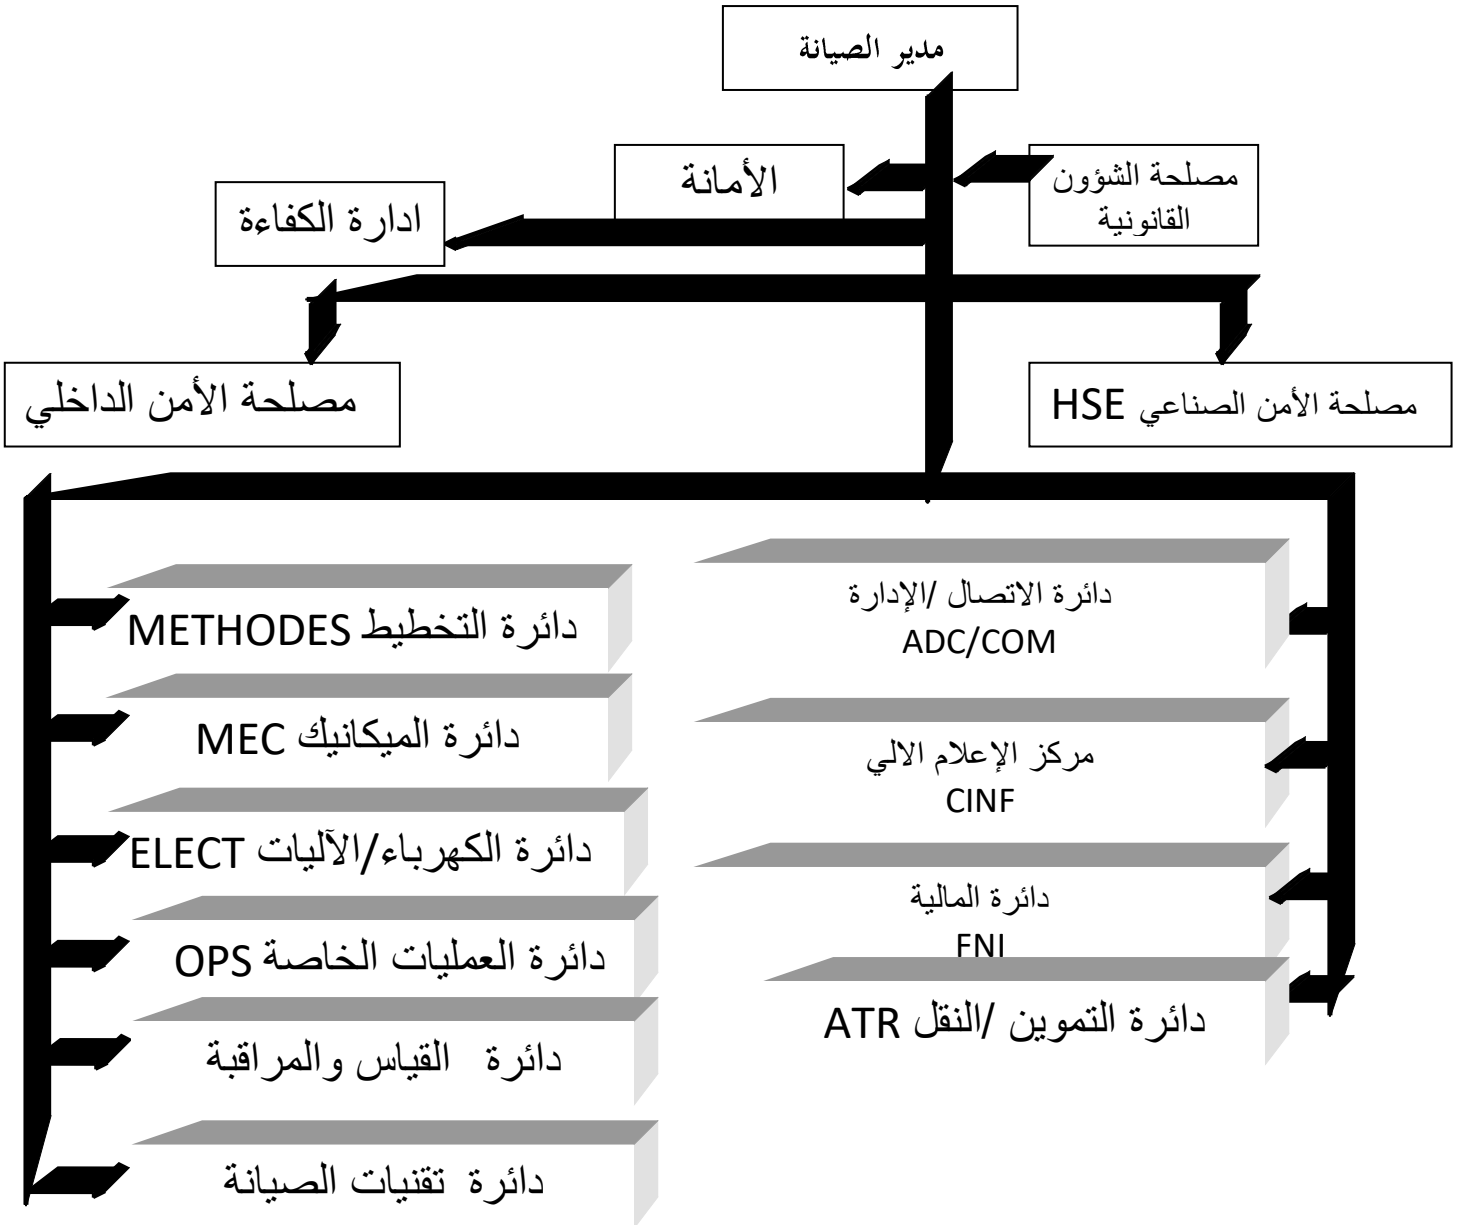 مدير الصيانة
مصلحة الشؤون
القانونية
الأمانة
ادارة الكفاءة
مصلحة الأمن الصناعي HSE
مصلحة الأمن الداخلي
دائرة الاتصال /الإدارة
ADC/COM
مركز الإعلام الالي
CINF
دائرة المالية
FNI
دائرة التموين /النقل ATR
دائرة التخطيط METHODES
دائرة الميكانيك MEC
دائرة الكهرباء/الآليات ELECT
دائرة العمليات الخاصة OPS
دائرة القياس والمراقبة
دائرة تقنيات الصيانة